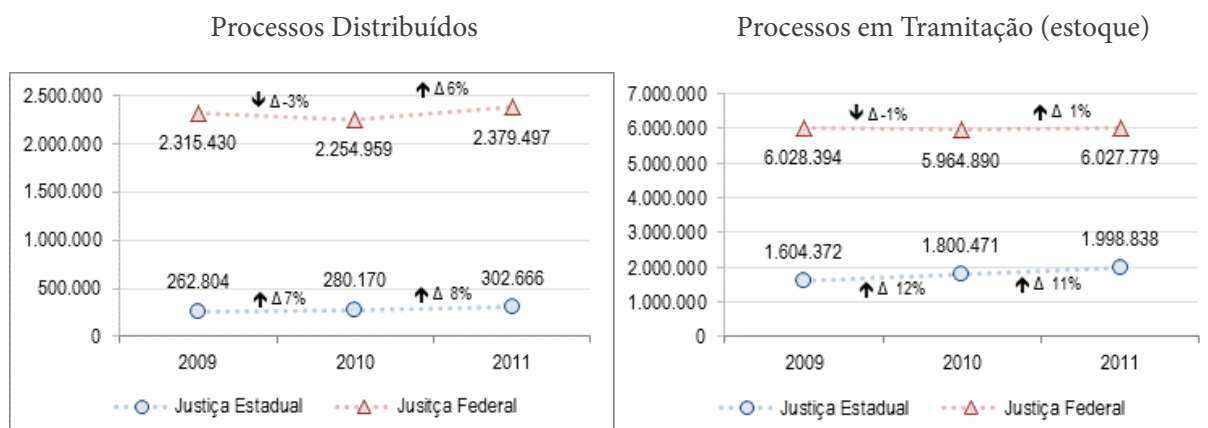 Processos Distribuídos
2.500.000
2.000.000
1.500.000
1.000.000
500.000
0
Δ -3%
Δ 6%
2.315.430
2.254.959
2.379.497
262.804
280.170
302.666
Δ 7%
Δ 8%
2009
2010
2011
Justiça Estadual
Jusitça Federal
Processos em Tramitação (estoque)
7.000.000
6.000.000
5.000.000
4.000.000
3.000.000
2.000.000
1.000.000
0
Δ -1%
Δ 1%
6.028.394
5.964.890
6.027.779
1.604.372
1.800.471
1.998.838
Δ 12%
Δ 11%
2009
2010
2011
Justiça Estadual
Justiça Federal